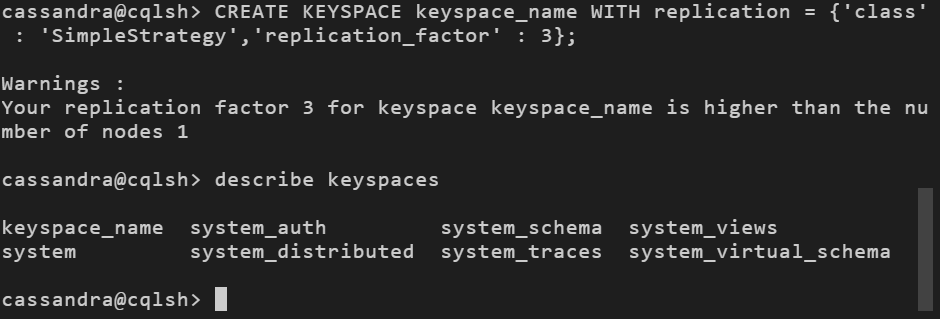 cassandra@cqlsh> CREATE KEYSPACE keyspace_name WITH replication = {'class'
 : 'SimpleStrategy','replication_factor' : 3};
Warnings :
Your replication factor 3 for keyspace keyspace_name is higher than the nu
mber of nodes 1
cassandra@cqlsh> describe keyspaces
keyspace_name  system_auth         system_schema  system_views
system         system_distributed  system_traces  system_virtual_schema
cassandra@cqlsh>